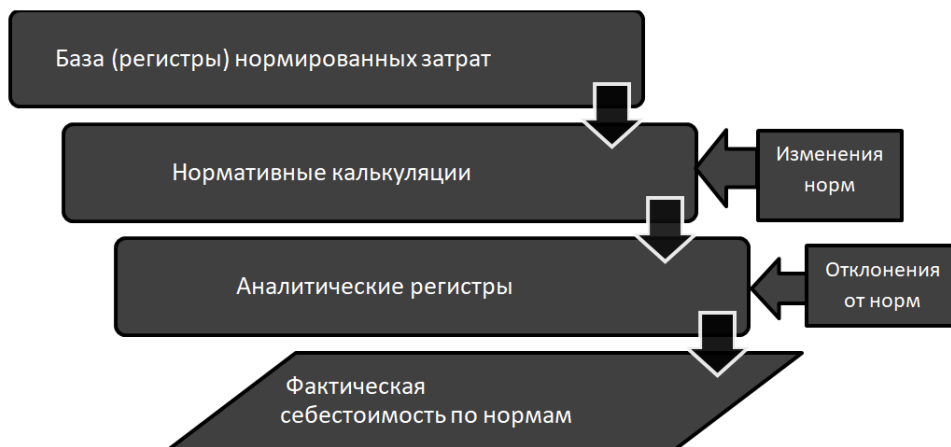 База (регистры) нормированных затрат
Нормативные калькуляции
Изменения
норм
Аналитические регистры
Отклонения
от норм
Фактическая
себестоимость по нормам